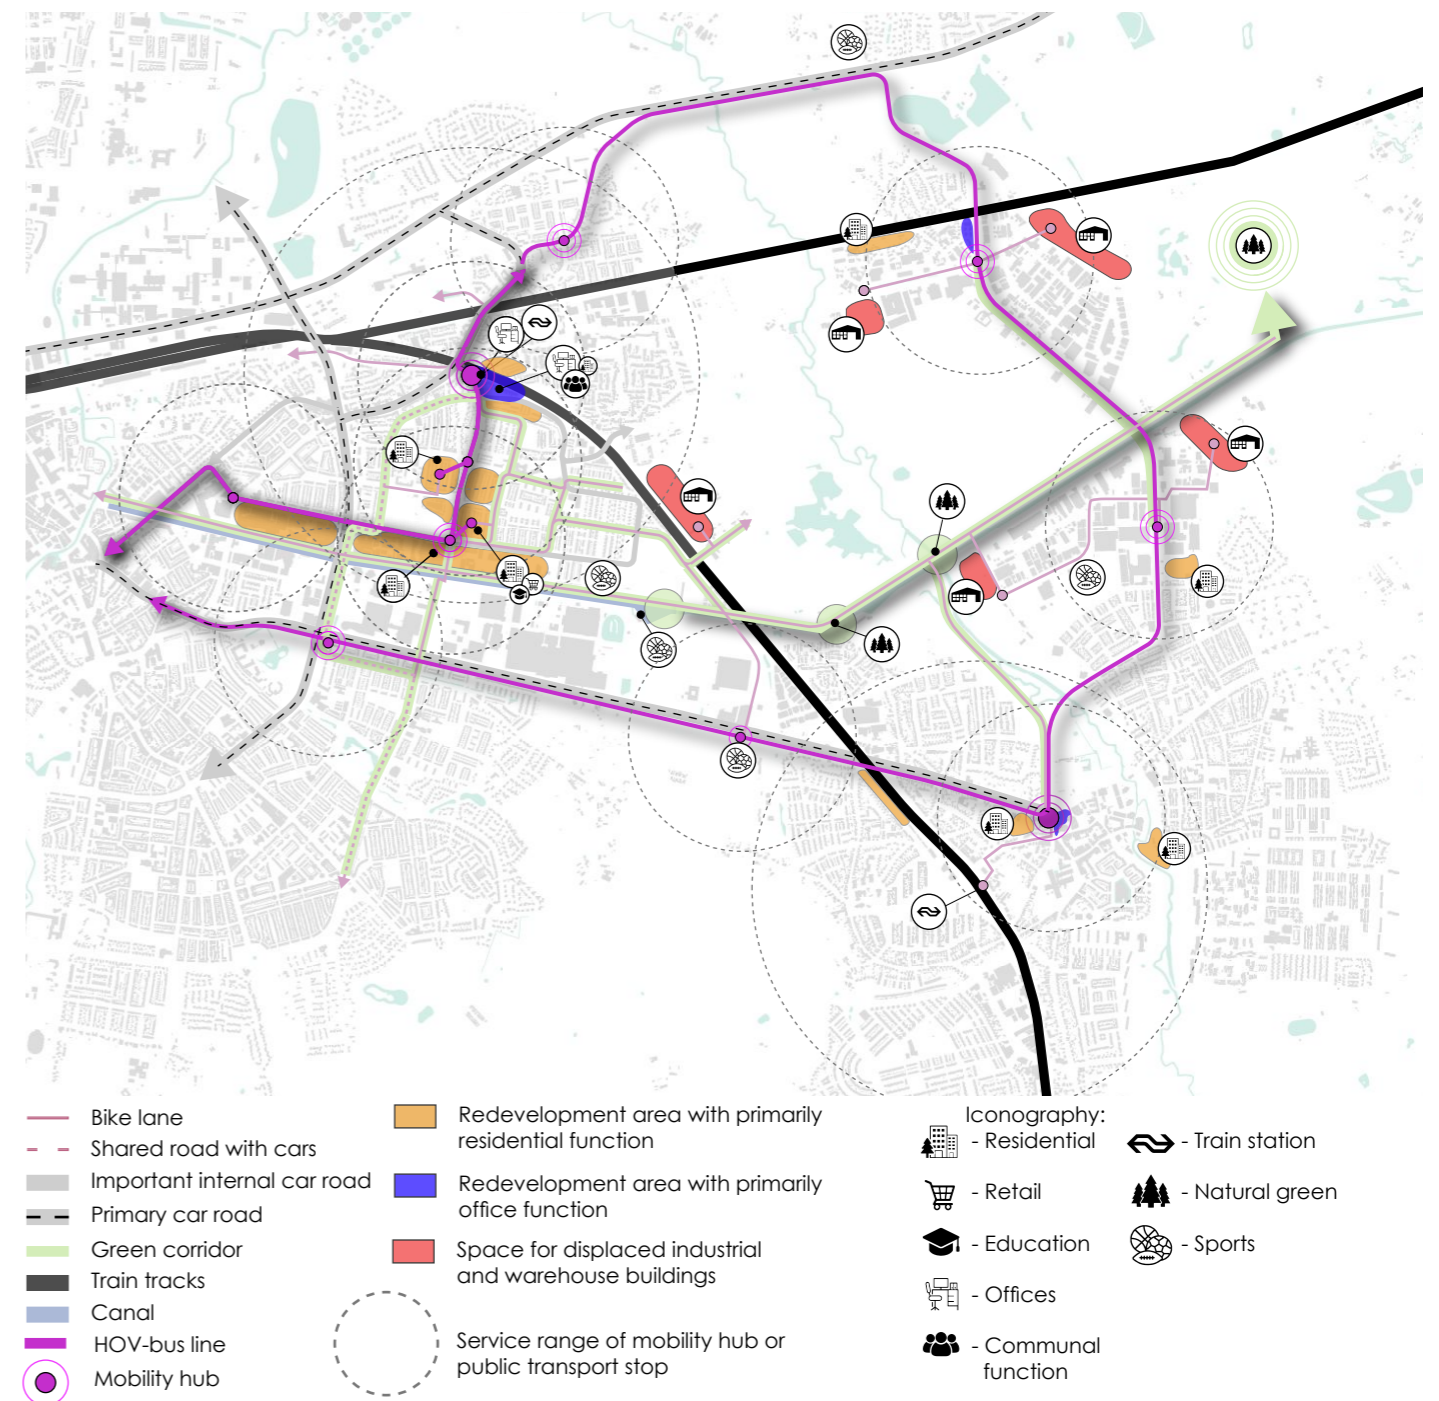 Bike lane
Shared road with cars
Important internal car road
Primary car road
Green corridor
Train tracks
Canal
HOV-bus line
Mobility hub
Redevelopment area with primarily
residential function
Redevelopment area with primarily
office function
Space for displaced industrial
and warehouse buildings
Service range of mobility hub or
public transport stop
Iconography:
- Residential
- Retail
- Education
- Offices
- Communal
function
- Train station
- Natural green
- Sports